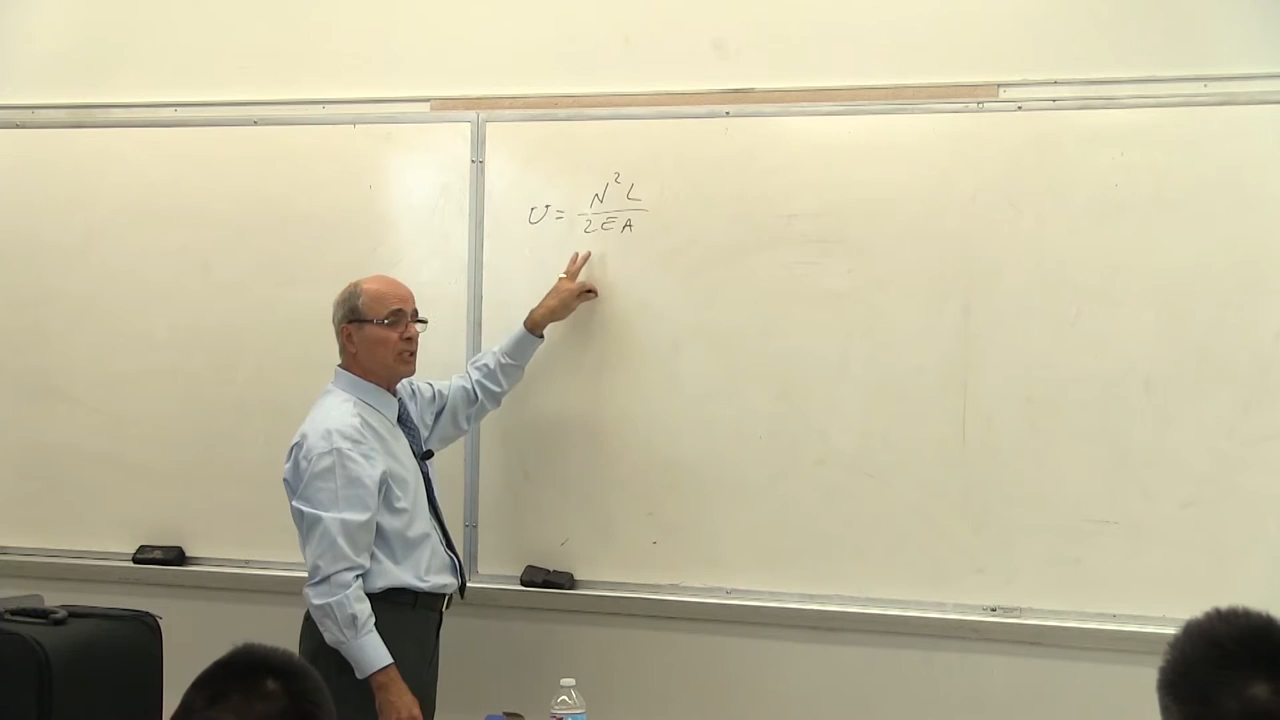 U = N²L / 2EA